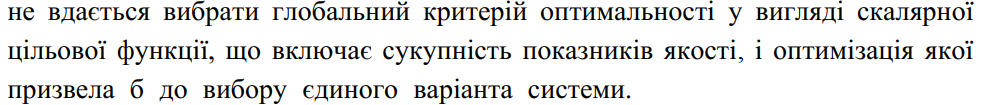 не вдається вибрати глобальний критерій оптимальності у вигляді скалярної
цільової функції, що включає сукупність показників якості, і оптимізація якої
призвела б до вибору єдиного варіанта системи.